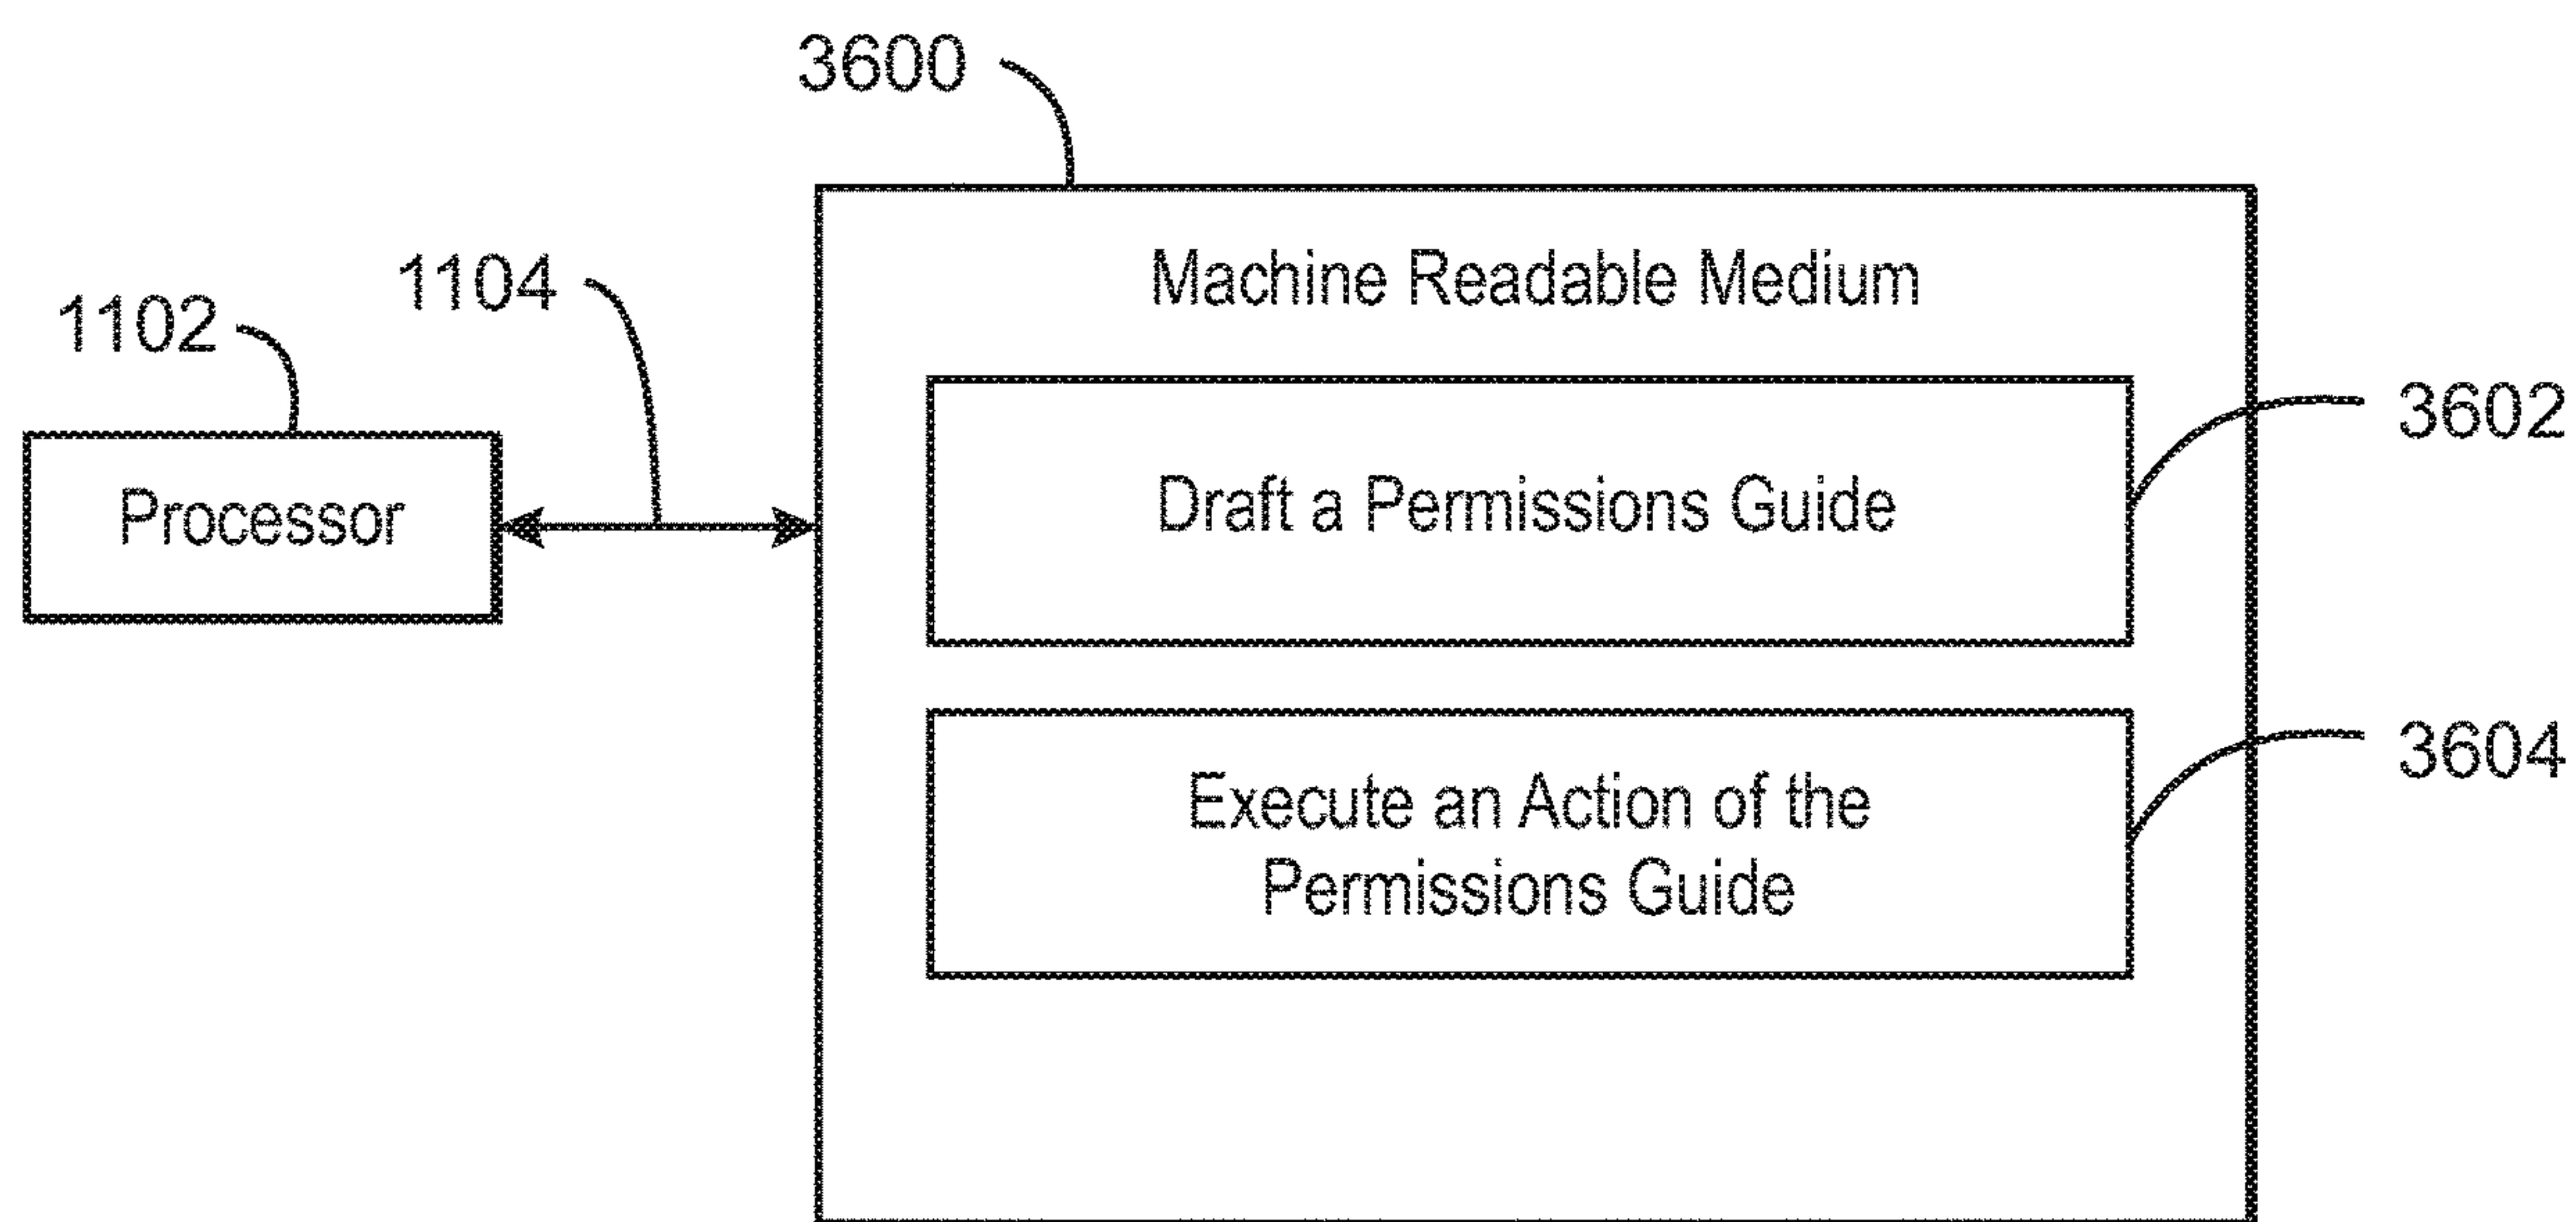 3600
Machine Readable Medium
1104
1102
3602
Processor
Draft a Permissions Guide
3604
Execute an Action of the
Permissions Guide